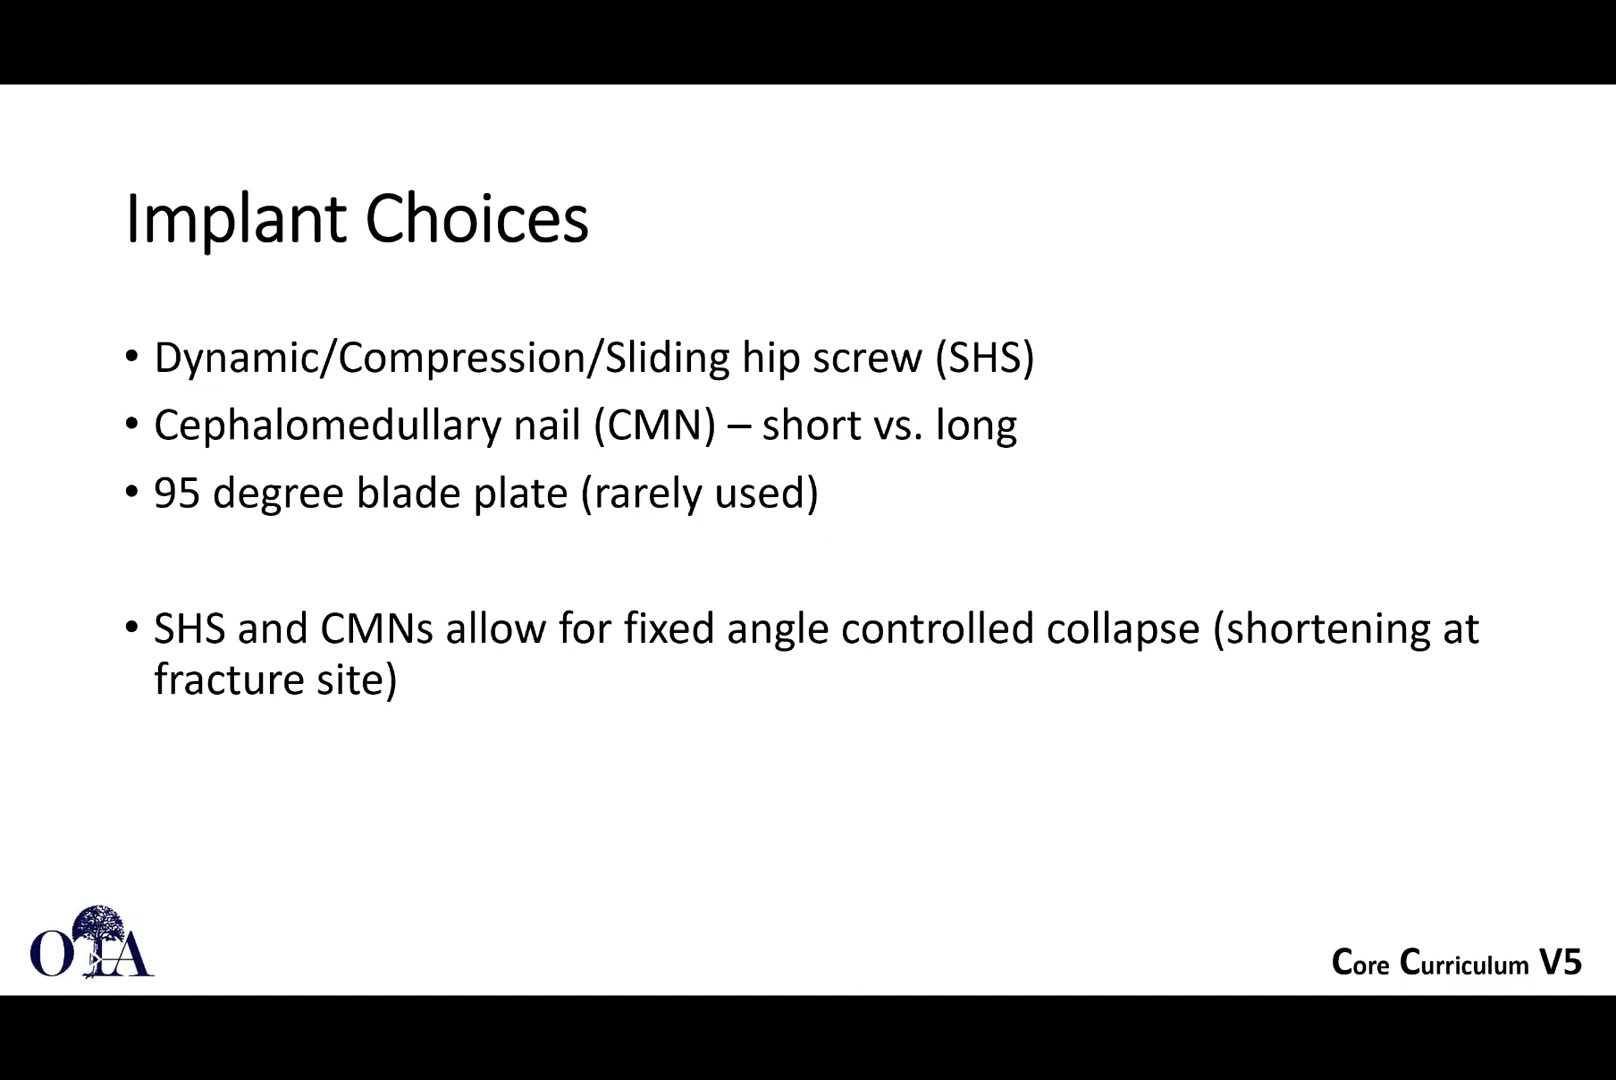 Implant Choices
• Dynamic/Compression/Sliding hip screw (SHS)
• Cephalomedullary nail (CMN) – short vs. long
• 95 degree blade plate (rarely used)
• SHS and CMNs allow for fixed angle controlled collapse (shortening at
fracture site)
OTA
Core Curriculum V5